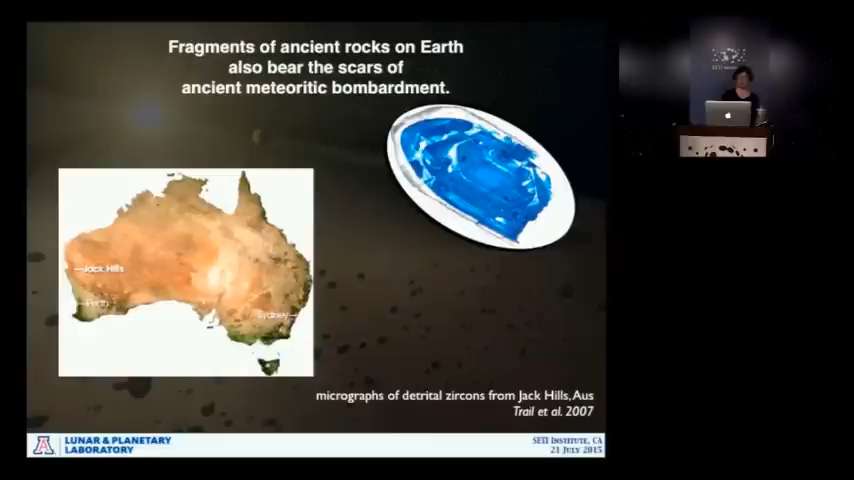 Fragments of ancient rocks on Earth
also bear the scars of
ancient meteoritic bombardment.
Jack Hills
Perth
Sydney
micrographs of detrital zircons from Jack Hills, Aus
Trail et al. 2007
A
LUNAR & PLANETARY
LABORATORY
SETI INSTITUTE, CA
21 JULY 2015